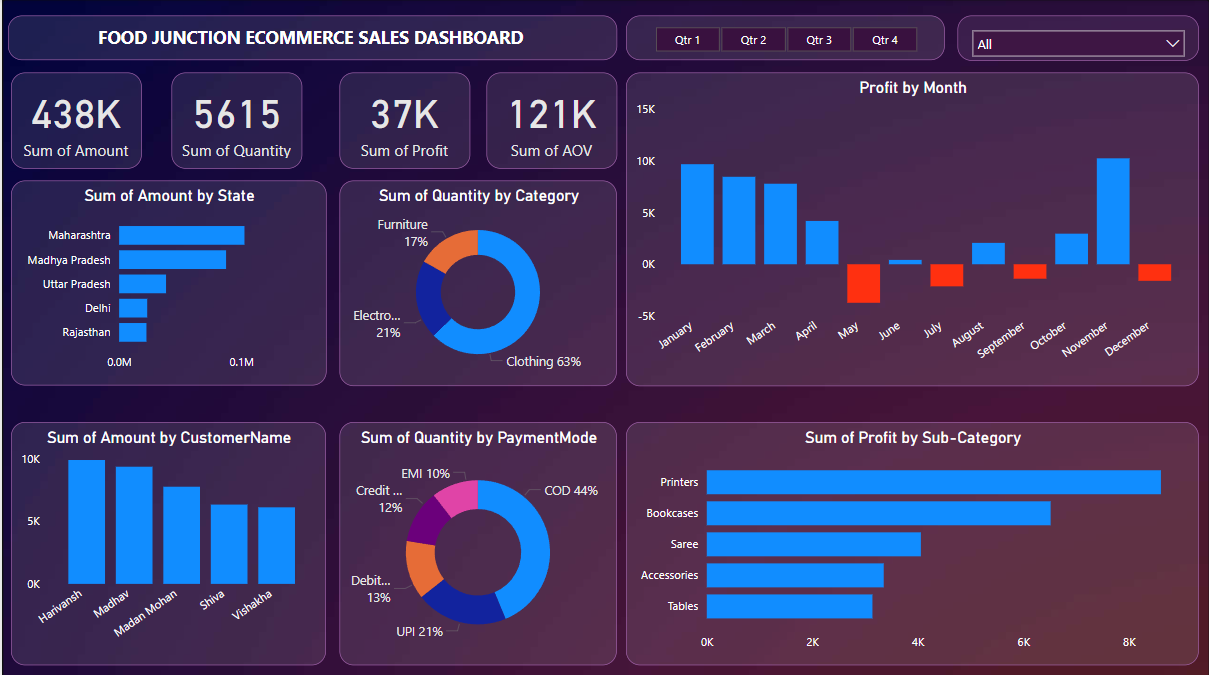 FOOD JUNCTION ECOMMERCE SALES DASHBOARD
Qtr 1
Qtr 2
Qtr 3
Qtr 4
All
438K
Sum of Amount
5615
Sum of Quantity
37K
Sum of Profit
121K
Sum of AOV
Profit by Month
15K
10K
5K
0K
-5K
January
February
March
April
May
June
July
August
September
October
November
December
Sum of Amount by State
Maharashtra
Madhya Pradesh
Uttar Pradesh
Delhi
Rajasthan
0.0M
0.1M
Sum of Quantity by Category
Furniture
17%
Electro...
21%
Clothing 63%
Sum of Amount by CustomerName
10K
5K
0K
Harivansh
Madhav
Madan Mohan
Shiva
Vishakha
Sum of Quantity by PaymentMode
EMI 10%
Credit ...
12%
Debit...
13%
UPI 21%
COD 44%
Sum of Profit by Sub-Category
Printers
Bookcases
Saree
Accessories
Tables
0K
2K
4K
6K
8K